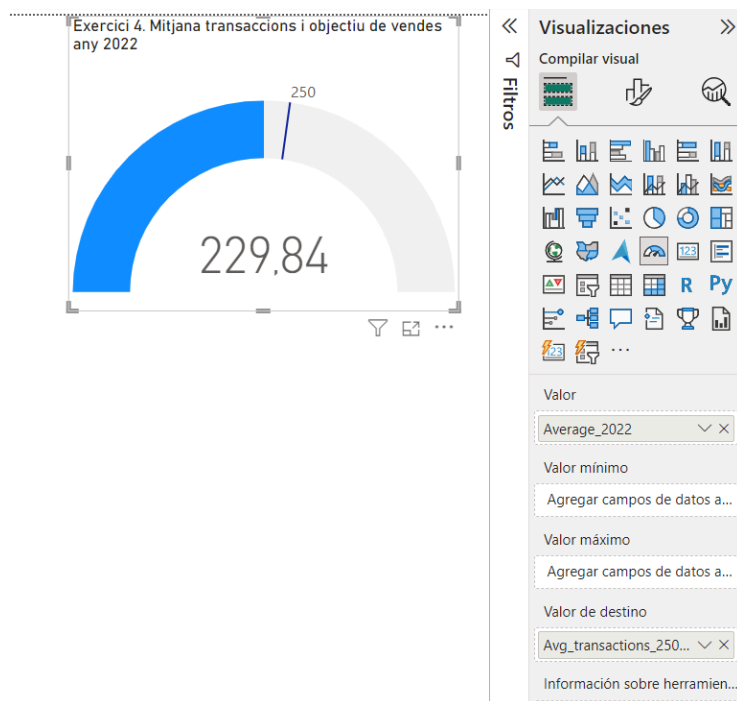 Exercici 4. Mitjana transaccions i objectiu de vendes
any 2022
250
229,84
Filtros
Visualizaciones
Compilar visual
123
R
Py
123
Valor
Average_2022
Valor mínimo
Agregar campos de datos a...
Valor máximo
Agregar campos de datos a...
Valor de destino
Avg_transactions_250...
Información sobre herramien...